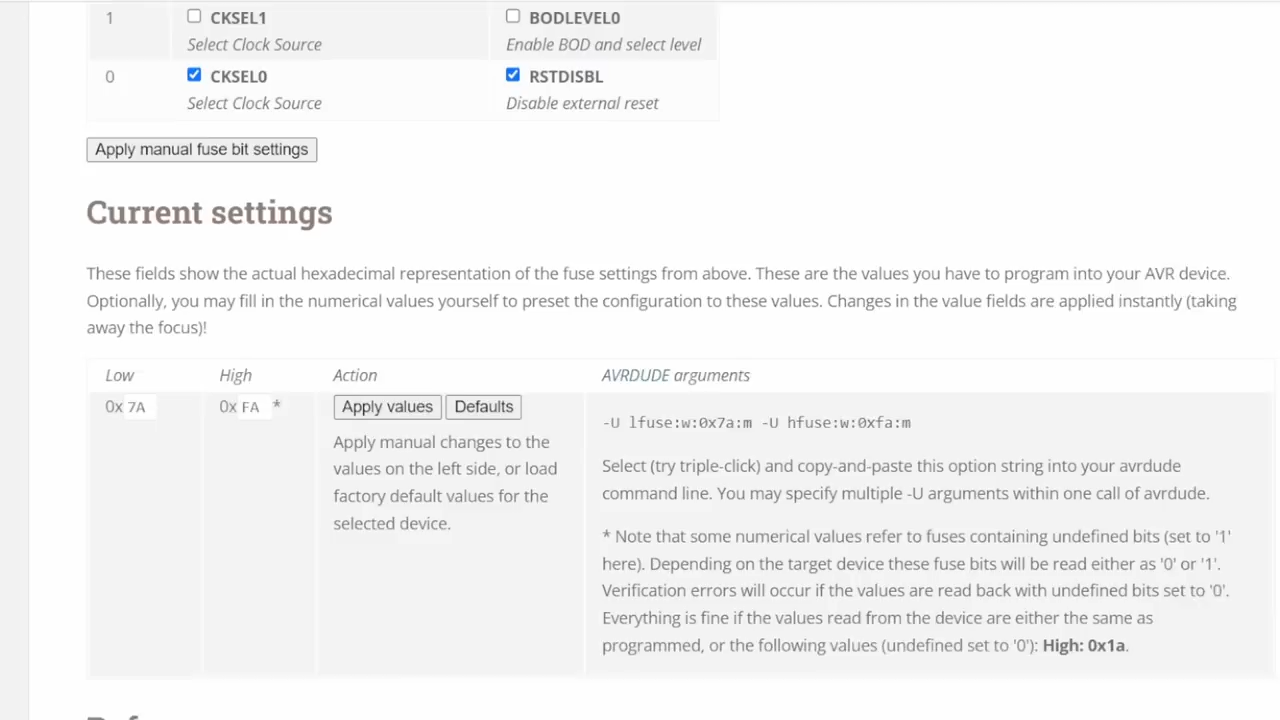 1 CKSEL1 BODLEVEL0
Select Clock Source Enable BOD and select level
0 CKSEL0 RSTDISBL
Select Clock Source Disable external reset
Apply manual fuse bit settings
Current settings
These fields show the actual hexadecimal representation of the fuse settings from above. These are the values you have to program into your AVR device.
Optionally, you may fill in the numerical values yourself to preset the configuration to these values. Changes in the value fields are applied instantly (taking
away the focus)!
Low High Action AVRDUDE arguments
0x 7A 0x FA * Apply values Defaults
Apply manual changes to the
values on the left side, or load
factory default values for the
selected device.
-U lfuse:w:0x7a:m -U hfuse:w:0xfa:m
Select (try triple-click) and copy-and-paste this option string into your avrdude
command line. You may specify multiple -U arguments within one call of avrdude.
* Note that some numerical values refer to fuses containing undefined bits (set to '1'
here). Depending on the target device these fuse bits will be read either as '0' or '1'.
Verification errors will occur if the values are read back with undefined bits set to '0'.
Everything is fine if the values read from the device are either the same as
programmed, or the following values (undefined set to '0'): High: 0x1a.